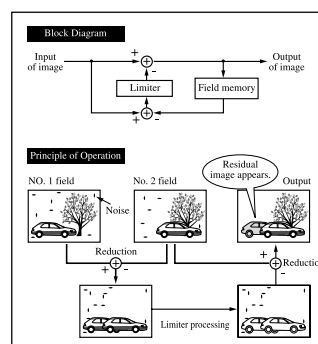 Block Diagram
Input
of image
+
-
Output
of image
Limiter
Field memory
+
-
Principle of Operation
Residual
image appears.
NO. 1 field
No. 2 field
Output
Noise
Reduction
+
-
+
-
Reductio
Limiter processing